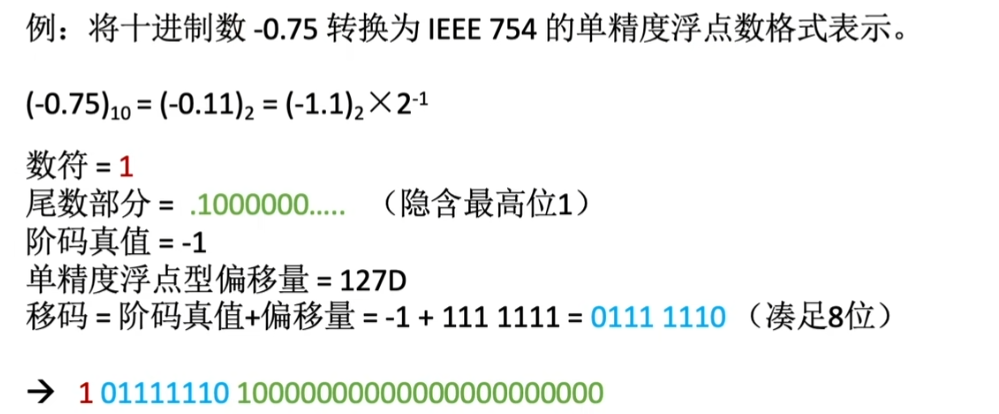 例：将十进制数 -0.75 转换为 IEEE 754 的单精度浮点数格式表示。
(-0.75)₁₀ = (-0.11)₂ = (-1.1)₂×2⁻¹
数符 = 1
尾数部分 = .1000000..... （隐含最高位1）
阶码真值 = -1
单精度浮点型偏移量 = 127D
移码 = 阶码真值+偏移量 = -1 + 111 1111 = 0111 1110 （凑足8位）
→ 1 01111110 10000000000000000000000